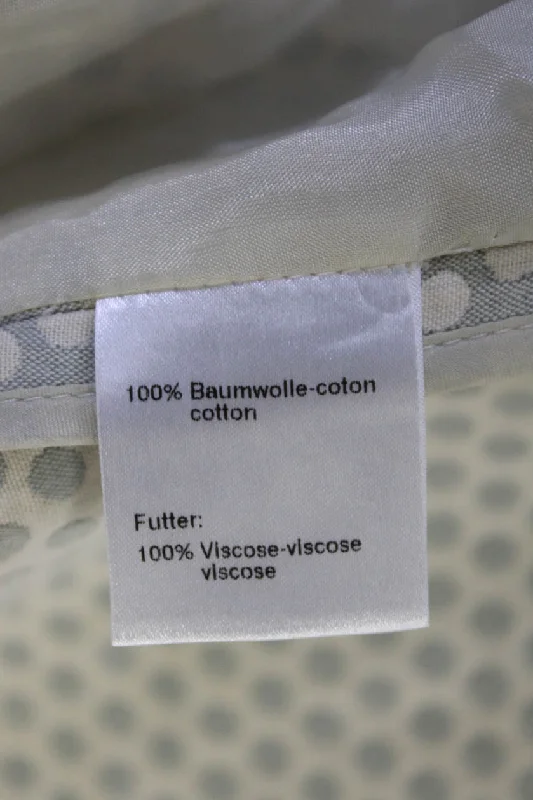 100% Baumwolle-coton
cotton
Futter:
100% Viscose-viscose
viscose